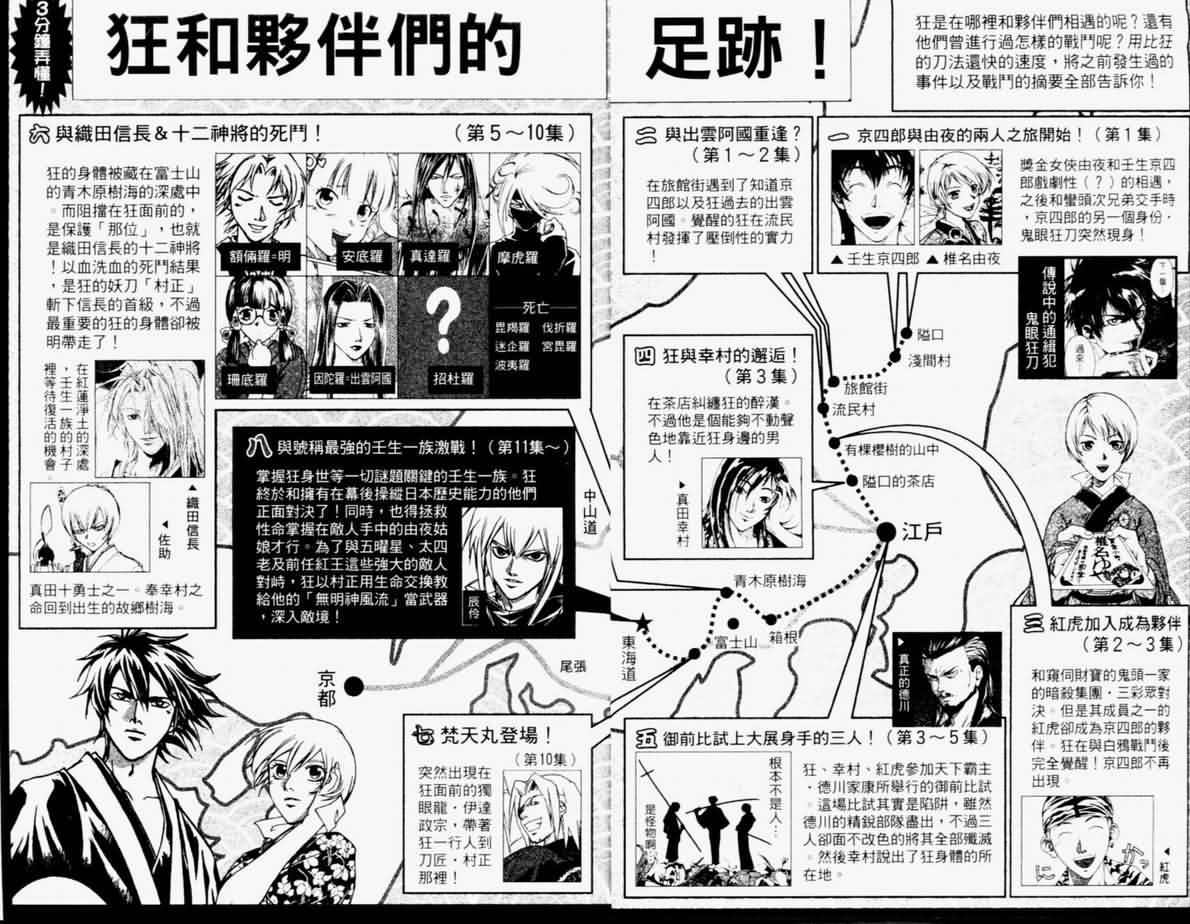 3分鐘弄懂！
狂和夥伴們的
足跡！
狂是在哪裡和夥伴們相遇的呢？還有
他們曾進行過怎樣的戰鬥呢？用比狂
的刀法還快的速度，將之前發生過的
事件以及戰鬥的摘要全部告訴你！
一 京四郎與由夜的兩人之旅開始！（第１集）
獎金女俠由夜和壬生京四
郎戲劇性（？）的相遇，
之後和彎頭次兄弟交手時
，京四郎的另一個身份．
鬼眼狂刀突然現身！
▲壬生京四郎
▲椎名由夜
傳說中的通緝犯
鬼眼狂刀
二 與出雲阿國重逢？
（第１～２集）
在旅館街遇到了知道京
四郎以及狂過去的出雲
阿國。覺醒的狂在流民
村發揮了壓倒性的實力
！
隘口
淺間村
旅館街
流民村
有棵櫻樹的山中
隘口的茶店
江戶
青木原樹海
富士山
箱根
東海道
中山道
尾張
京都
三 紅虎加入成為夥伴
（第２～３集）
和窺伺財寶的鬼頭一家
的暗殺集團．三彩眾對
決。但是其成員之一的
紅虎卻成為京四郎的夥
伴。狂在與白鴉戰鬥後
完全覺醒！京四郎不再
出現。
▲紅虎
四 狂與幸村的邂逅！
（第３集）
在茶店糾纏狂的醉漢。
不過他是個能夠不動聲
色地靠近狂身邊的男
人！
▲真田幸村
五 御前比試上大展身手的三人！（第３～５集）
狂、幸村、紅虎參加天下霸主
．德川家康所舉行的御前比試
。這場比試其實是陷阱，雖然
德川的精銳部隊盡出，不過三
人卻面不改色的將其全部殲滅
。然後幸村說出了狂身體的所
在地。
根本不是人…
是怪物啊
▲真正的德川
六 與織田信長＆十二神將的死鬥！
（第５～10集）
狂的身體被藏在富士山
的青木原樹海的深處中
。而阻擋在狂面前的，
是保護「那位」，也就
是織田信長的十二神將
！以血洗血的死鬥結果
，是狂的妖刀「村正」
斬下信長的首級，不過
最重要的狂的身體卻被
明帶走了！
額倆羅=明
安底羅
真達羅
摩虎羅
珊底羅
因陀羅=出雲阿國
？
招杜羅
死亡
毘羯羅 伐折羅
迷企羅 宮毘羅
波夷羅
在紅蓮淨土的深處
，壬生一族的村子
裡等待復活的機會
▲織田信長
▲佐助
真田十勇士之一。奉幸村之
命回到出生的故鄉樹海。
七 梵天丸登場！
（第10集）
突然出現在
狂面前的獨
眼龍．伊達
政宗，帶著
狂一行人到
刀匠．村正
那裡！
八 與號稱最強的壬生一族激戰！（第11集～）
掌握狂身世等一切謎題關鍵的壬生一族。狂
終於和擁有在幕後操縱日本歷史能力的他們
正面對決了！同時，也得拯救
性命掌握在敵人手中的由夜姑
娘才行。為了與五曜星、太四
老及前任紅王這些強大的敵人
對峙，狂以村正用生命交換教
給他的「無明神風流」當武器
，深入敵境！
辰伶